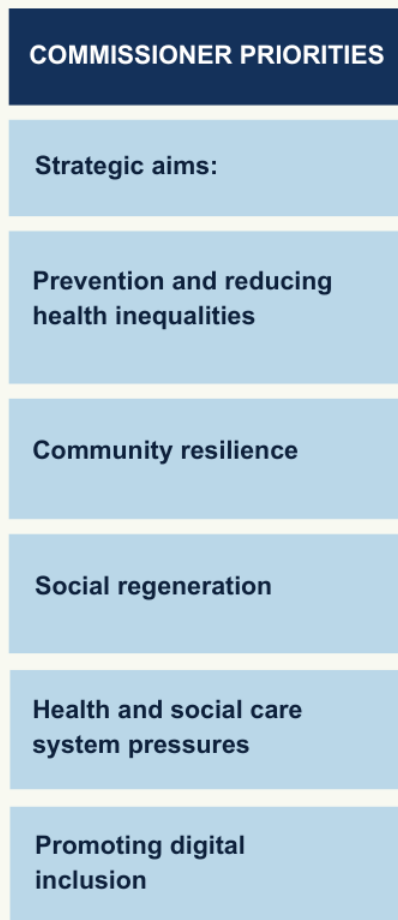 COMMISSIONER PRIORITIES
Strategic aims:
Prevention and reducing
health inequalities
Community resilience
Social regeneration
Health and social care
system pressures
Promoting digital
inclusion